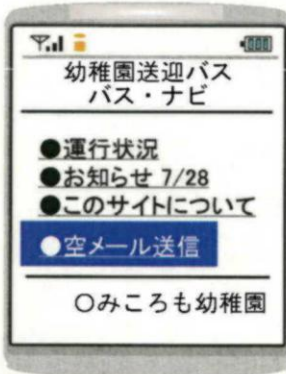 幼稚園送迎バス
バス・ナビ
●運行状況
●お知らせ 7/28
●このサイトについて
●空メール送信
○みころも幼稚園